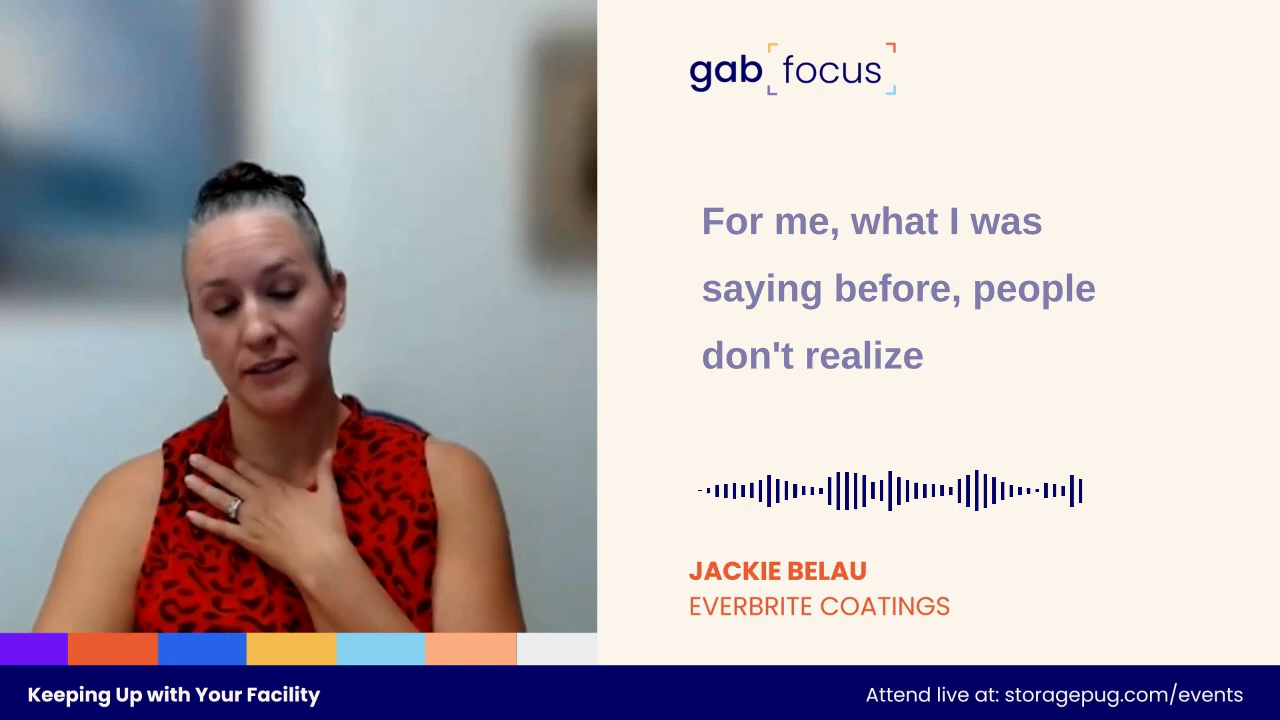 gab focus
For me, what I was
saying before, people
don't realize
JACKIE BELAU
EVERBRITE COATINGS
Keeping Up with Your Facility
Attend live at: storagepug.com/events